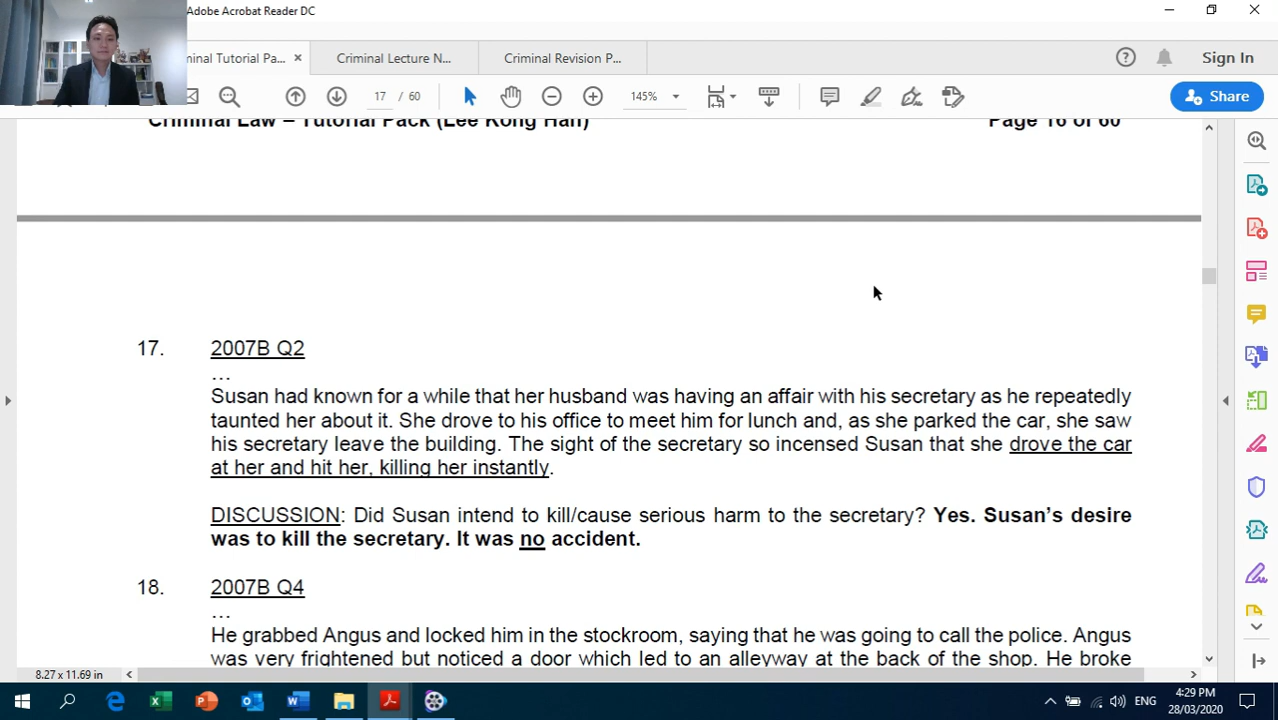 Adobe Acrobat Reader DC
minal Tutorial Pa... × Criminal Lecture N... Criminal Revision P... Sign In
17 / 60 145% Share
Criminal Law – Tutorial Pack (Lee Kong Han) Page 16 of 60
17. 2007B Q2
…
Susan had known for a while that her husband was having an affair with his secretary as he repeatedly
taunted her about it. She drove to his office to meet him for lunch and, as she parked the car, she saw
his secretary leave the building. The sight of the secretary so incensed Susan that she drove the car
at her and hit her, killing her instantly.
DISCUSSION: Did Susan intend to kill/cause serious harm to the secretary? Yes. Susan’s desire
was to kill the secretary. It was no accident.
18. 2007B Q4
…
He grabbed Angus and locked him in the stockroom, saying that he was going to call the police. Angus
was very frightened but noticed a door which led to an alleyway at the back of the shop. He broke
8.27 x 11.69 in
ENG 4:29 PM
28/03/2020